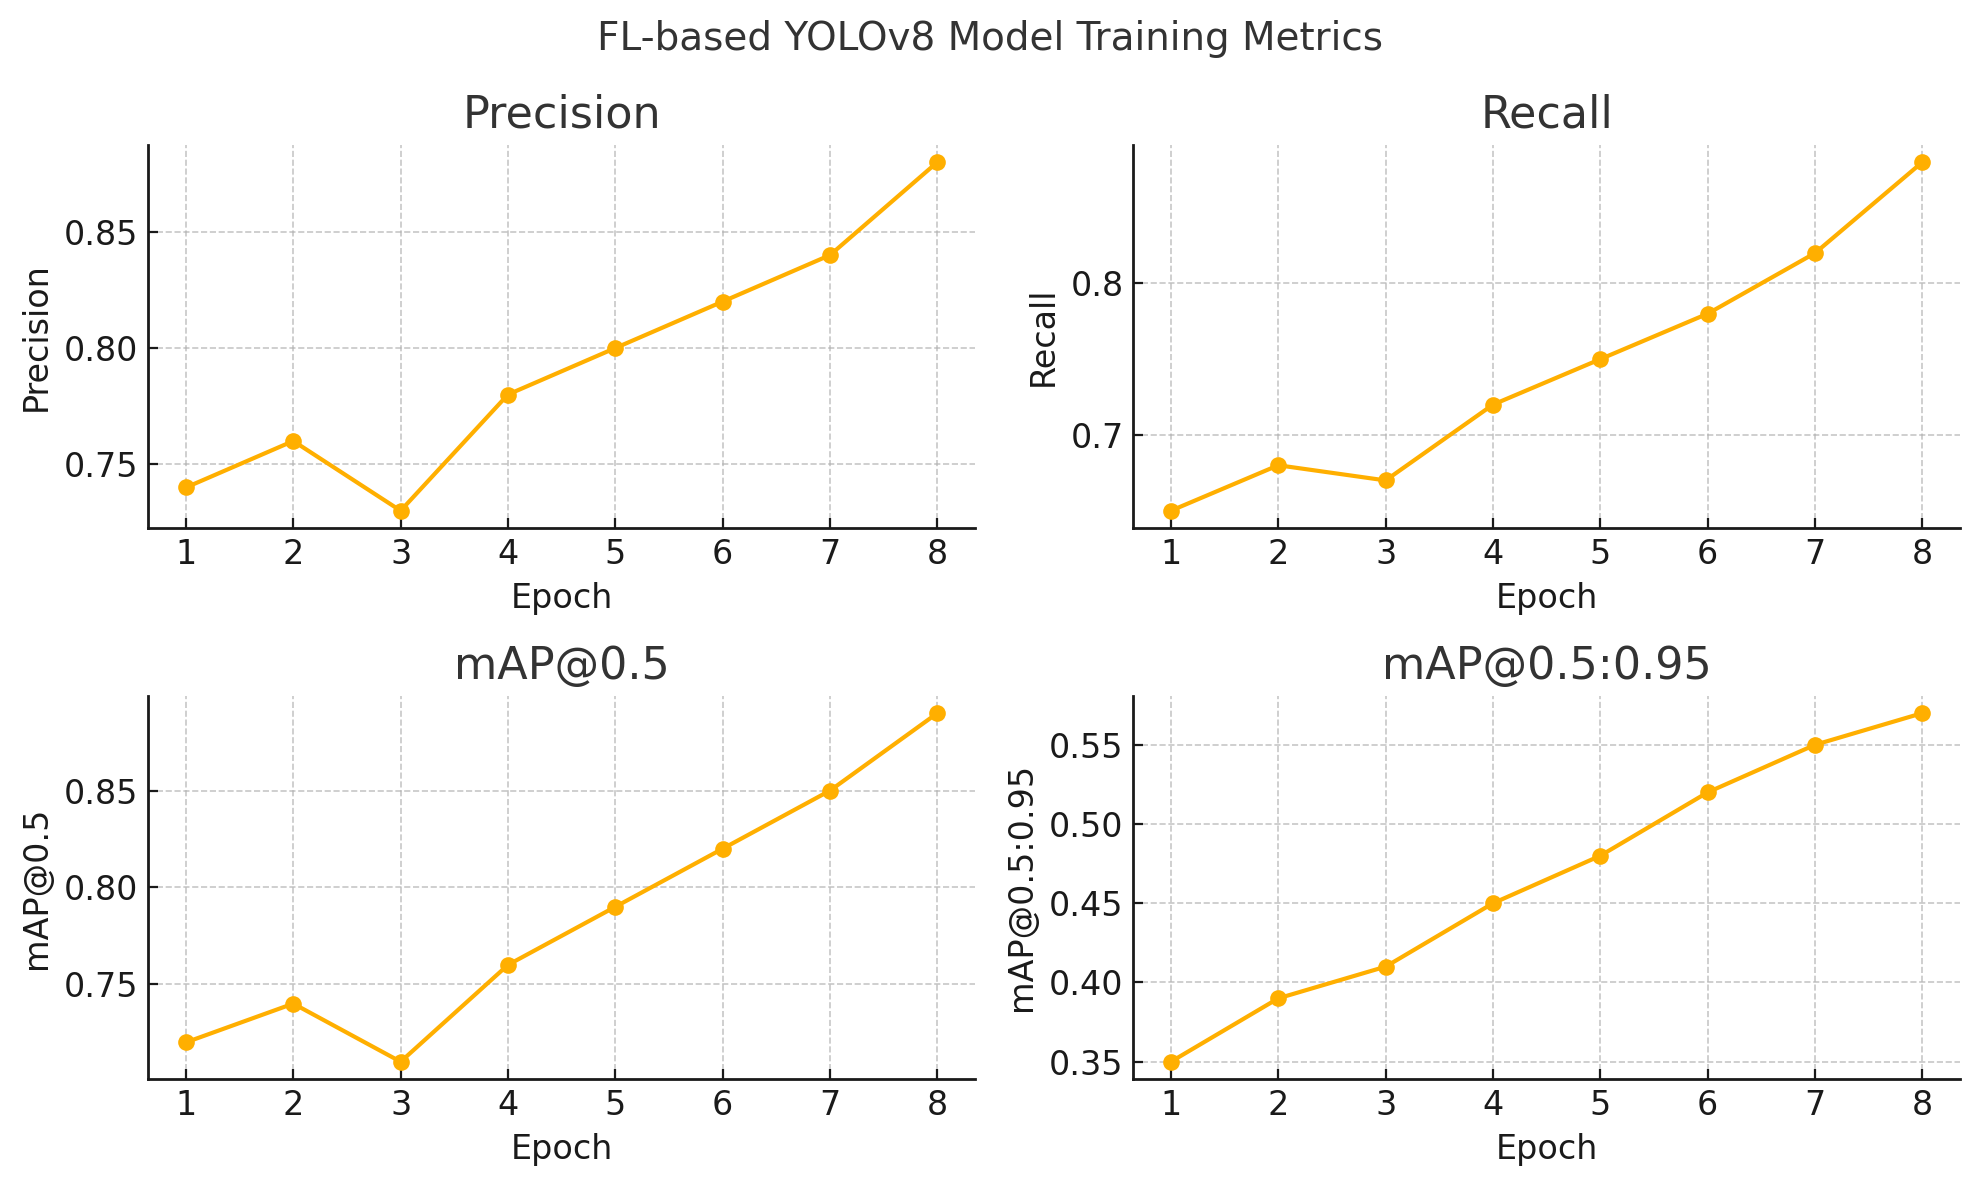 FL-based YOLOv8 Model Training Metrics
Precision
Precision
0.85
0.80
0.75
1 2 3 4 5 6 7 8
Epoch
Recall
Recall
0.8
0.7
1 2 3 4 5 6 7 8
Epoch
mAP@0.5
mAP@0.5
0.85
0.80
0.75
1 2 3 4 5 6 7 8
Epoch
mAP@0.5:0.95
mAP@0.5:0.95
0.55
0.50
0.45
0.40
0.35
1 2 3 4 5 6 7 8
Epoch